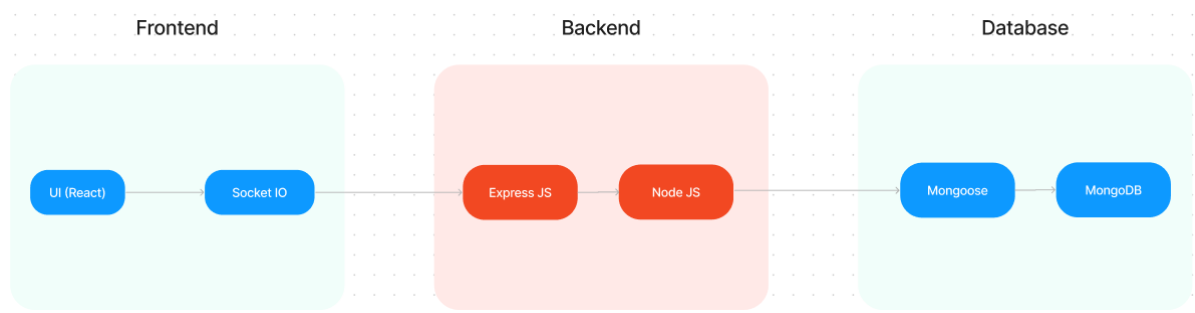 Frontend
Backend
Database
UI (React)
Socket IO
Express JS
Node JS
Mongoose
MongoDB